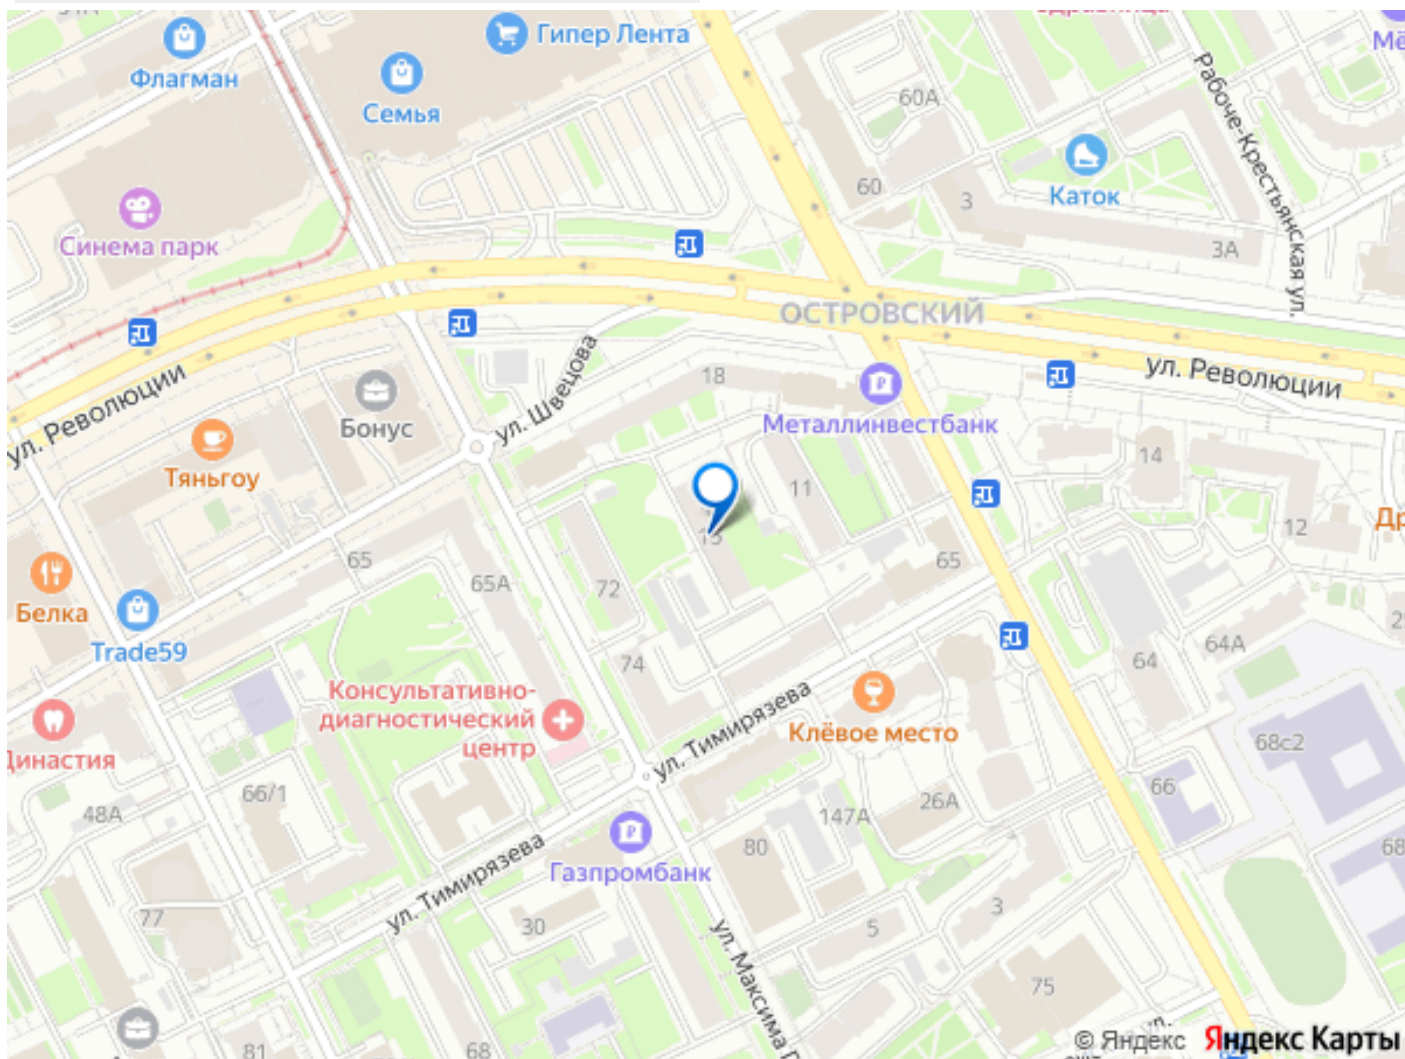 Флагман
Гипер Лента
Семья
60А
Рабоче-Крестьянская ул.
Каток
60
3
Синема парк
3А
ОСТРОВСКИЙ
ул. Революции
ул. Революции
ул. Швецова
18
Бонус
Металлинвестбанк
Тяньгоу
14
11
12
13
65
65А
72
65
Белка
Trade59
74
64
64А
Консультативно-
диагностический
центр
ул. Тимирязева
Клёвое место
Династия
68с2
66/1
48А
66
147А
26А
80
Газпромбанк
ул. Тимирязева
77
30
3
5
ул. Максима
75
81
68
© Яндекс Яндекс Карты